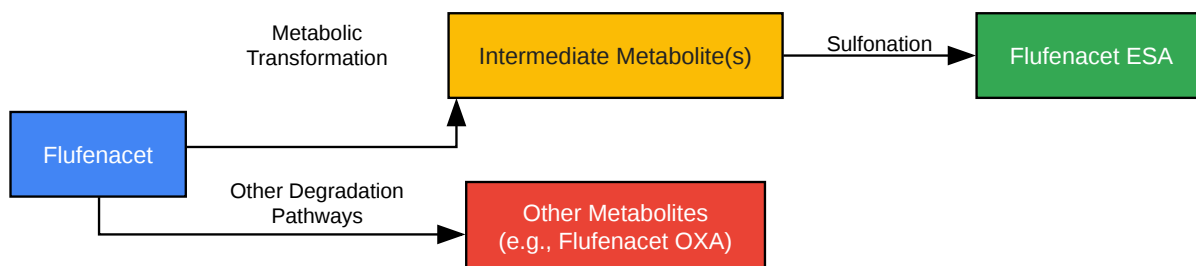 Metabolic
Transformation
Intermediate Metabolite(s)
Sulfonation
Flufenacet ESA
Flufenacet
Other Degradation
Pathways
Other Metabolites
(e.g., Flufenacet OXA)